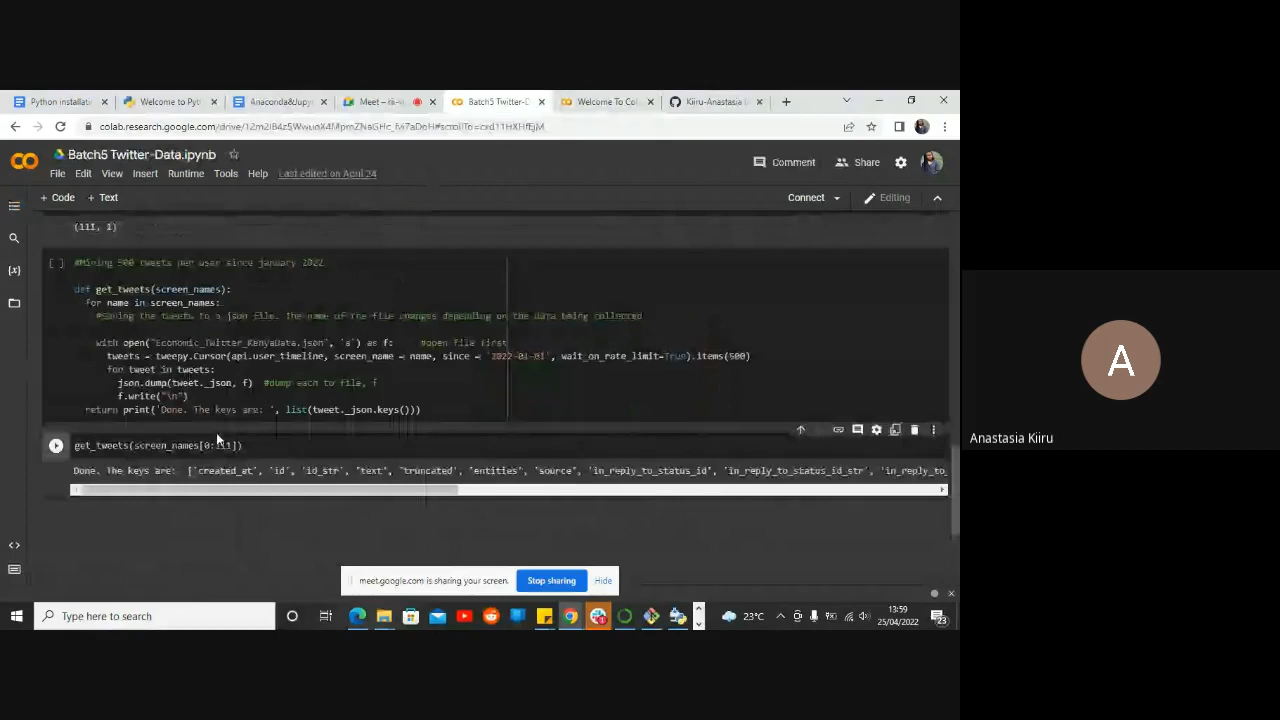 Python installati
Welcome to Pyt
Anaconda&Jupy
Meet – rii-v
Batch5 Twitter-D
Welcome To Col
Kiiru-Anastasia
Batch5 Twitter-Data.ipynb
File Edit View Insert Runtime Tools Help Last edited on April 24
Comment Share
+ Code + Text
Connect Editing
(111, 1)
[ ] #Mining 500 tweets per user since january 2022
def get_tweets(screen_names):
for name in screen_names:
#Saving the tweets to a json file. The name of the file changes depending on the data being collected
with open("Economic_Twitter_KenyaData.json", 'a') as f: #open file first
tweets = tweepy.Cursor(api.user_timeline, screen_name = name, since = '2022-01-01', wait_on_rate_limit=True).items(500)
for tweet in tweets:
json.dump(tweet._json, f) #dump each to file, f
f.write("\n")
return print('Done. The keys are: ', list(tweet._json.keys()))
get_tweets(screen_names[0:111])
Done. The keys are: ['created_at', 'id', 'id_str', 'text', 'truncated', 'entities', 'source', 'in_reply_to_status_id', 'in_reply_to_status_id_str', 'in_reply_to_
meet.google.com is sharing your screen. Stop sharing Hide
Type here to search
23°C
13:59
25/04/2022
23
A
Anastasia Kiiru